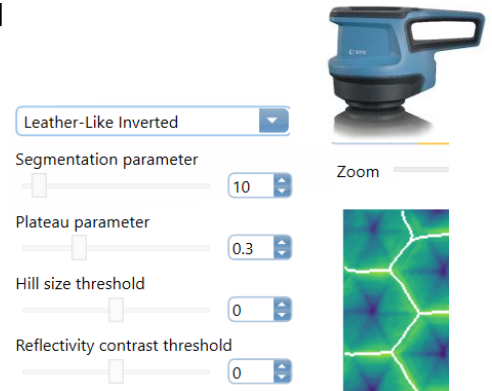 Leather-Like Inverted
Segmentation parameter
10
Zoom
Plateau parameter
0.3
Hill size threshold
0
Reflectivity contrast threshold
0